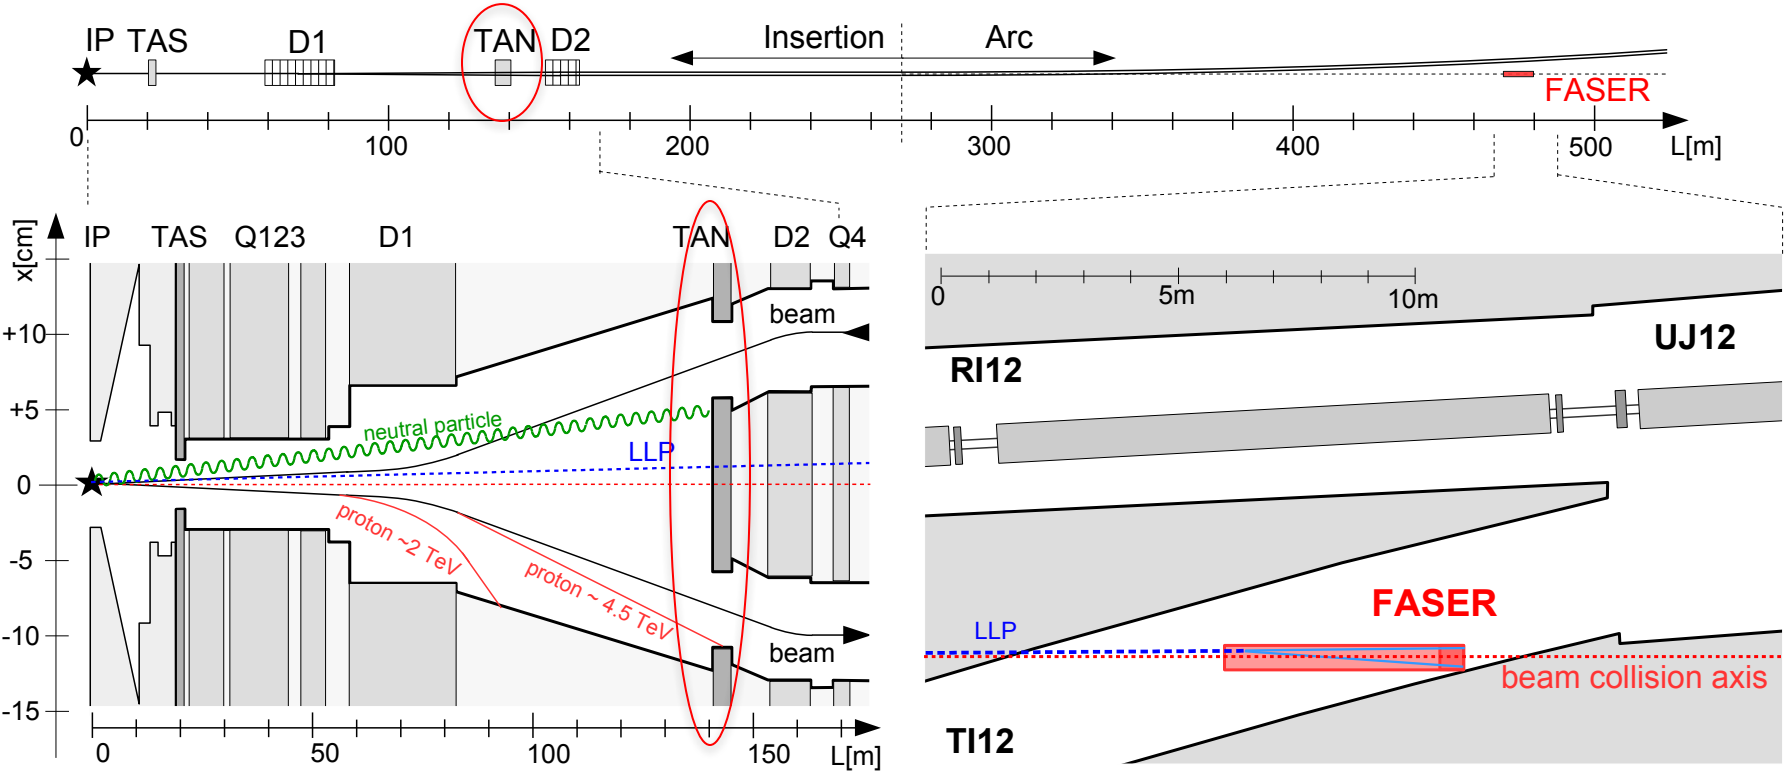 IP TAS D1 TAN D2 Insertion Arc
FASER
0 100 200 300 400 500 L[m]
x[cm]
IP TAS Q123 D1 TAN D2 Q4
+10
+5
0
-5
-10
-15
beam
neutral particle
LLP
proton ~2 TeV
proton ~ 4.5 TeV
beam
0 50 100 150 L[m]
0 5m 10m
RI12
UJ12
FASER
LLP
beam collision axis
TI12